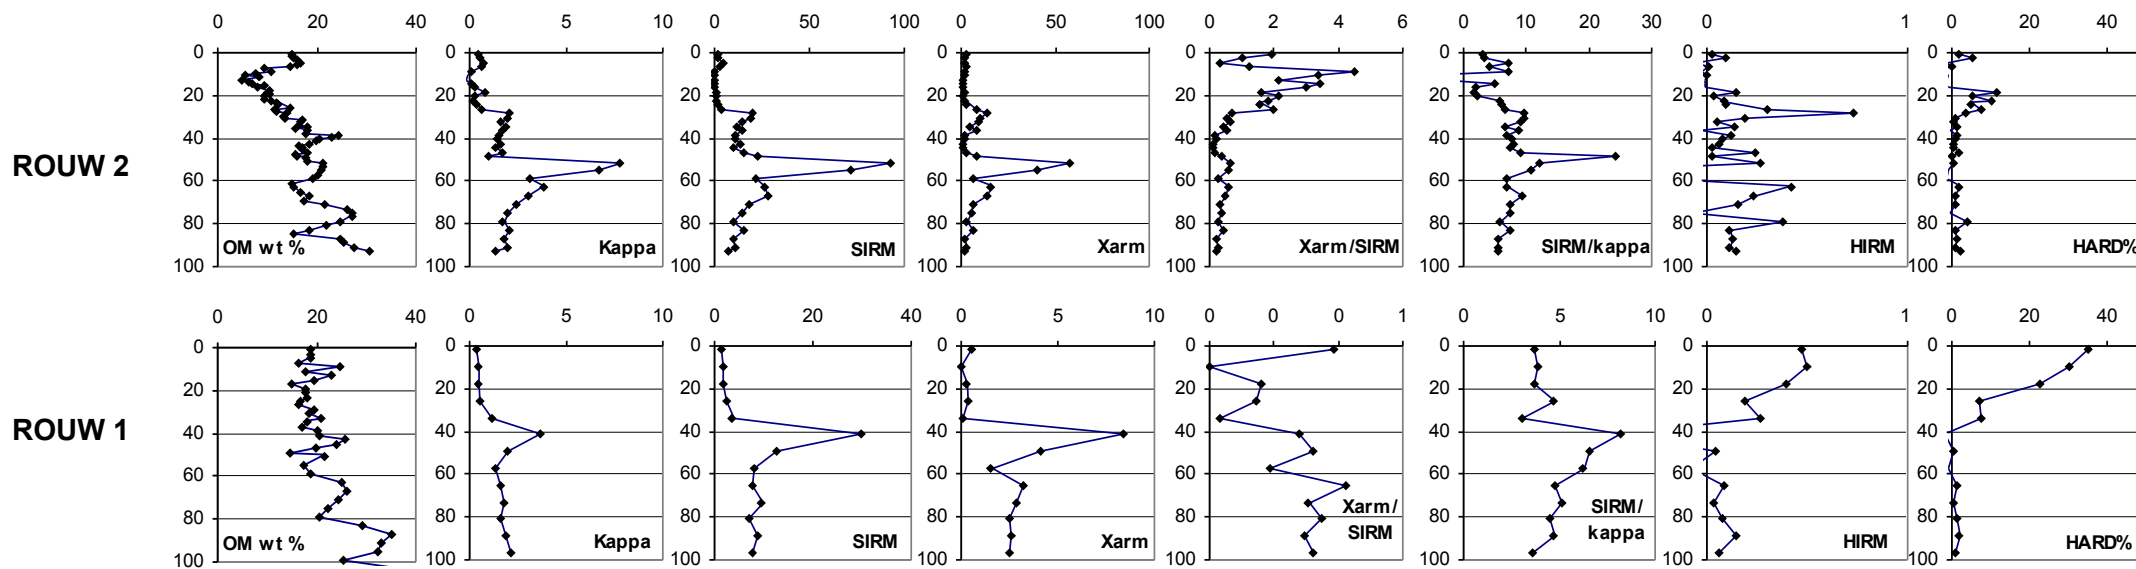 0 20 40 0 5 10 0 50 100 0 50 100 0 2 4 6 0 10 20 30 0 1 0 20 40
0 0 0 0 0 0 0 0
20 20 20 20 20 20 20 20
40 40 40 40 40 40 40 40
ROUW 2
60 60 60 60 60 60 60 60
80 80 80 80 80 80 80 80
OM wt % Kappa SIRM Xarm Xarm/SIRM SIRM/kappa HIRM HARD%
100 100 100 100 100 100 100 100
0 20 40 0 5 10 0 20 40 0 5 10 0 0 0 1 0 5 10 0 1 0 20 40
0 0 0 0 0 0 0 0
20 20 20 20 20 20 20 20
40 40 40 40 40 40 40 40
ROUW 1
60 60 60 60 60 60 60 60
80 80 80 80 80 80 80 80
Xarm/ SIRM/
OM wt % Kappa SIRM Xarm SIRM kappa HIRM HARD%
100 100 100 100 100 100 100 100